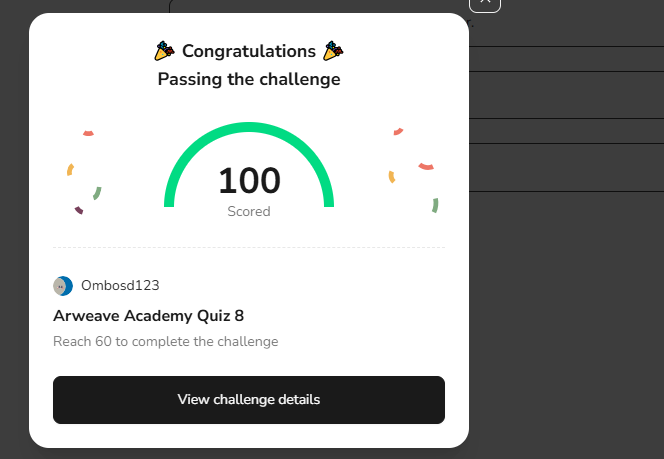 Congratulations
Passing the challenge
100
Scored
Ombosd123
Arweave Academy Quiz 8
Reach 60 to complete the challenge
View challenge details